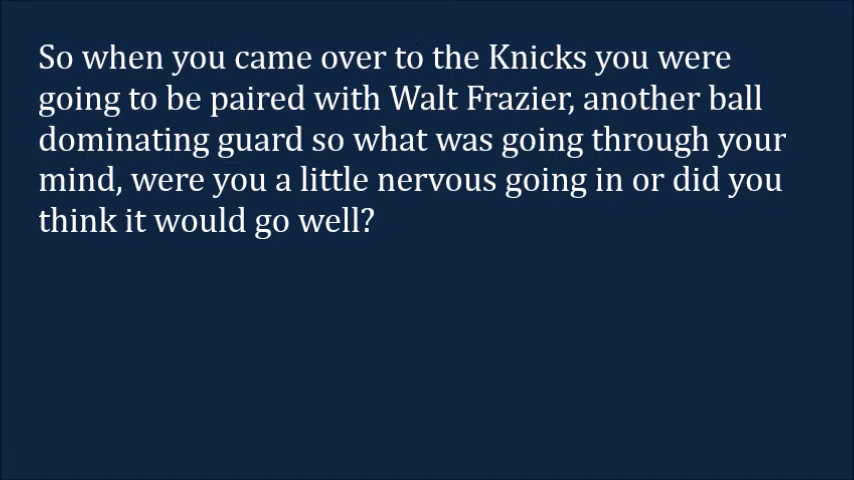 So when you came over to the Knicks you were
going to be paired with Walt Frazier, another ball
dominating guard so what was going through your
mind, were you a little nervous going in or did you
think it would go well?